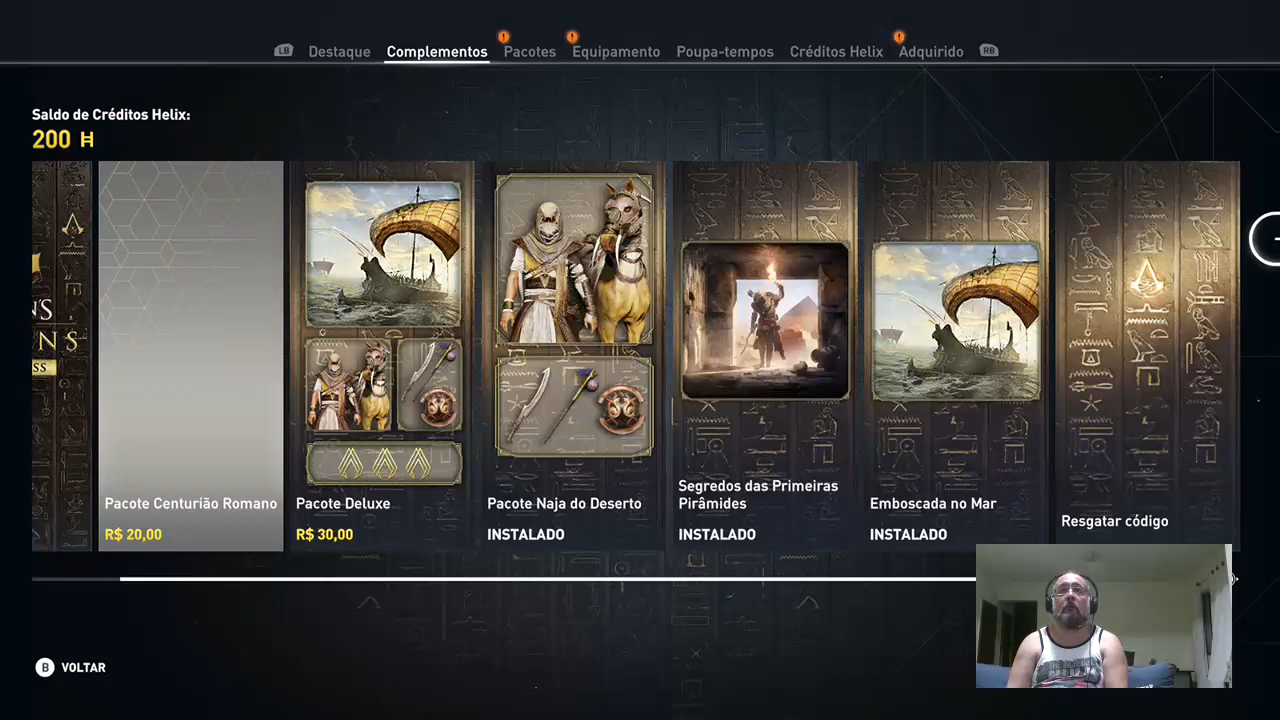 LB
Destaque
Complementos
Pacotes
Equipamento
Poupa-tempos
Créditos Helix
Adquirido
RB
Saldo de Créditos Helix:
200
Pacote Centurião Romano
R$ 20,00
Pacote Deluxe
R$ 30,00
Pacote Naja do Deserto
INSTALADO
Segredos das Primeiras
Pirâmides
INSTALADO
Emboscada no Mar
INSTALADO
Resgatar código
B VOLTAR